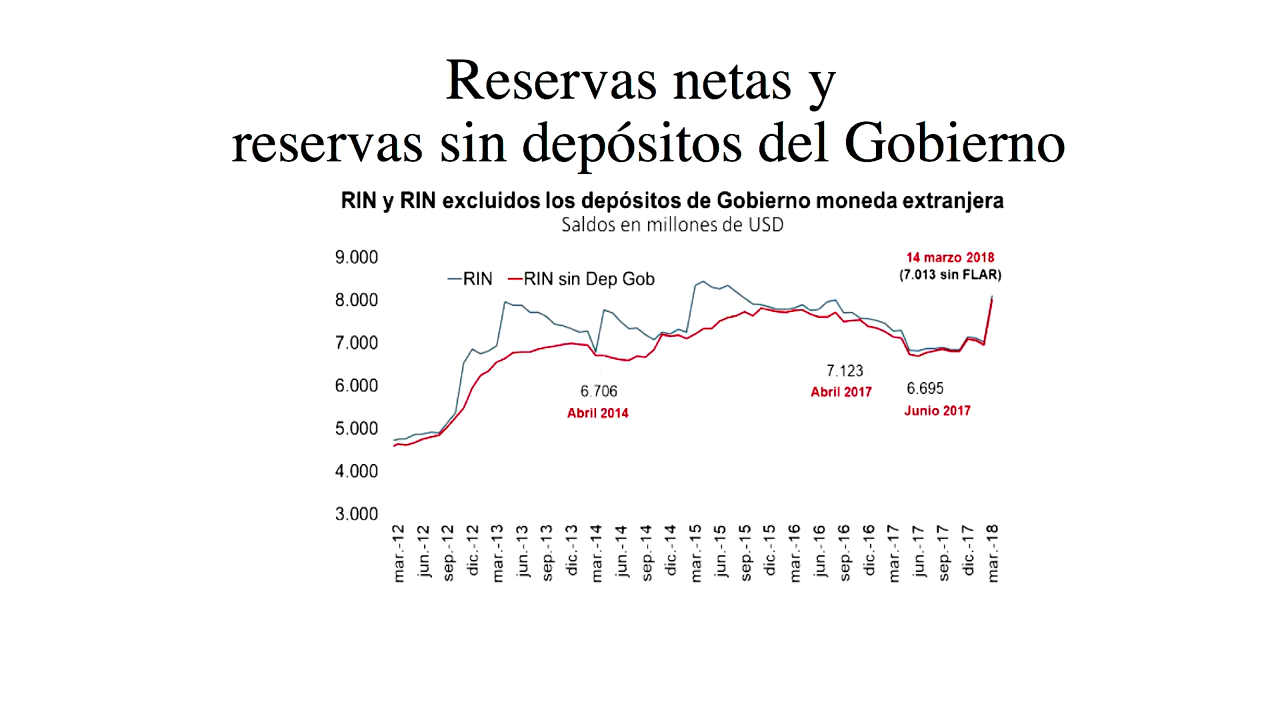 Reservas netas y
reservas sin depósitos del Gobierno
RIN y RIN excluidos los depósitos de Gobierno moneda extranjera
Saldos en millones de USD
9.000
8.000
7.000
6.000
5.000
4.000
3.000
RIN
RIN sin Dep Gob
14 marzo 2018
(7.013 sin FLAR)
6.706
Abril 2014
7.123
Abril 2017
6.695
Junio 2017
mar.-12
jun.-12
sep.-12
dic.-12
mar.-13
jun.-13
sep.-13
dic.-13
mar.-14
jun.-14
sep.-14
dic.-14
mar.-15
jun.-15
sep.-15
dic.-15
mar.-16
jun.-16
sep.-16
dic.-16
mar.-17
jun.-17
sep.-17
dic.-17
mar.-18